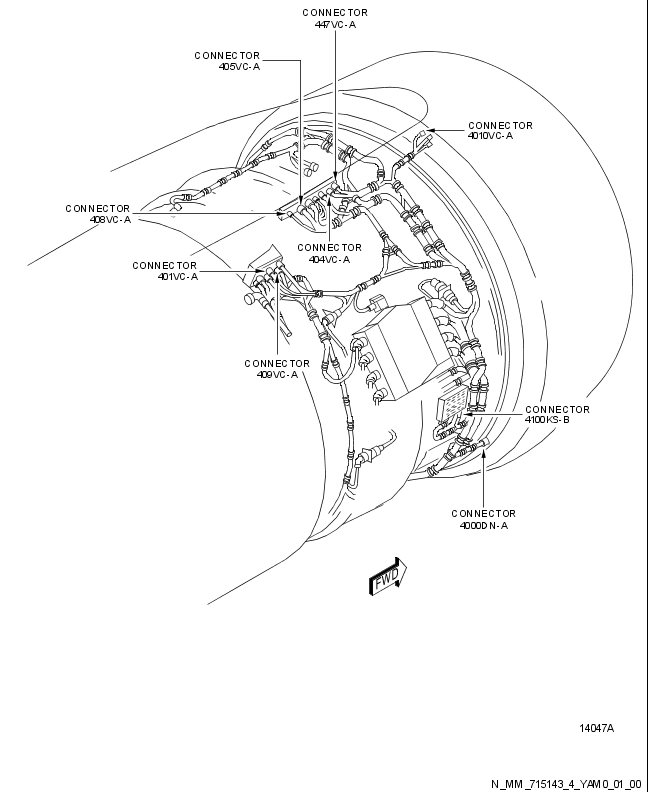 CONNECTOR
447VC-A
CONNECTOR
405VC-A
CONNECTOR
4010VC-A
CONNECTOR
408VC-A
CONNECTOR
404VC-A
CONNECTOR
401VC-A
CONNECTOR
409VC-A
CONNECTOR
4100KS-B
CONNECTOR
4000DN-A
FWD
14047A
N_MM_715143_4_YAM0_01_00